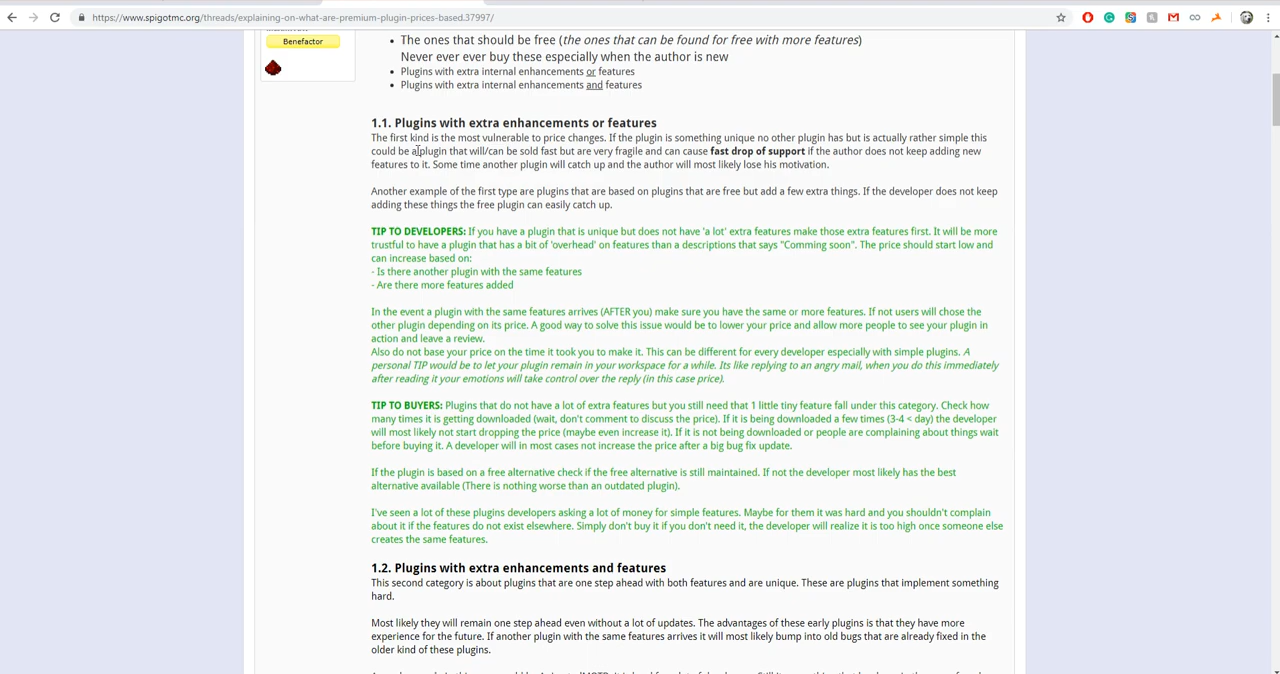 https://www.spigotmc.org/threads/explaining-on-what-are-premium-plugin-prices-based.37997/
Benefactor
The ones that should be free (the ones that can be found for free with more features)
Never ever ever buy these especially when the author is new
Plugins with extra internal enhancements or features
Plugins with extra internal enhancements and features
1.1. Plugins with extra enhancements or features
The first kind is the most vulnerable to price changes. If the plugin is something unique no other plugin has but is actually rather simple this
could be a plugin that will/can be sold fast but are very fragile and can cause fast drop of support if the author does not keep adding new
features to it. Some time another plugin will catch up and the author will most likely lose his motivation.
Another example of the first type are plugins that are based on plugins that are free but add a few extra things. If the developer does not keep
adding these things the free plugin can easily catch up.
TIP TO DEVELOPERS: If you have a plugin that is unique but does not have 'a lot' extra features make those extra features first. It will be more
trustful to have a plugin that has a bit of 'overhead' on features than a descriptions that says "Comming soon". The price should start low and
can increase based on:
- Is there another plugin with the same features
- Are there more features added
In the event a plugin with the same features arrives (AFTER you) make sure you have the same or more features. If not users will chose the
other plugin depending on its price. A good way to solve this issue would be to lower your price and allow more people to see your plugin in
action and leave a review.
Also do not base your price on the time it took you to make it. This can be different for every developer especially with simple plugins. A
personal TIP would be to let your plugin remain in your workspace for a while. Its like replying to an angry mail, when you do this immediately
after reading it your emotions will take control over the reply (in this case price).
TIP TO BUYERS: Plugins that do not have a lot of extra features but you still need that 1 little tiny feature fall under this category. Check how
many times it is getting downloaded (wait, don't comment to discuss the price). If it is being downloaded a few times (3-4 < day) the developer
will most likely not start dropping the price (maybe even increase it). If it is not being downloaded or people are complaining about things wait
before buying it. A developer will in most cases not increase the price after a big bug fix update.
If the plugin is based on a free alternative check if the free alternative is still maintained. If not the developer most likely has the best
alternative available (There is nothing worse than an outdated plugin).
I've seen a lot of these plugins developers asking a lot of money for simple features. Maybe for them it was hard and you shouldn't complain
about it if the features do not exist elsewhere. Simply don't buy it if you don't need it, the developer will realize it is too high once someone else
creates the same features.
1.2. Plugins with extra enhancements and features
This second category is about plugins that are one step ahead with both features and are unique. These are plugins that implement something
hard.
Most likely they will remain one step ahead even without a lot of updates. The advantages of these early plugins is that they have more
experience for the future. If another plugin with the same features arrives it will most likely bump into old bugs that are already fixed in the
older kind of these plugins.